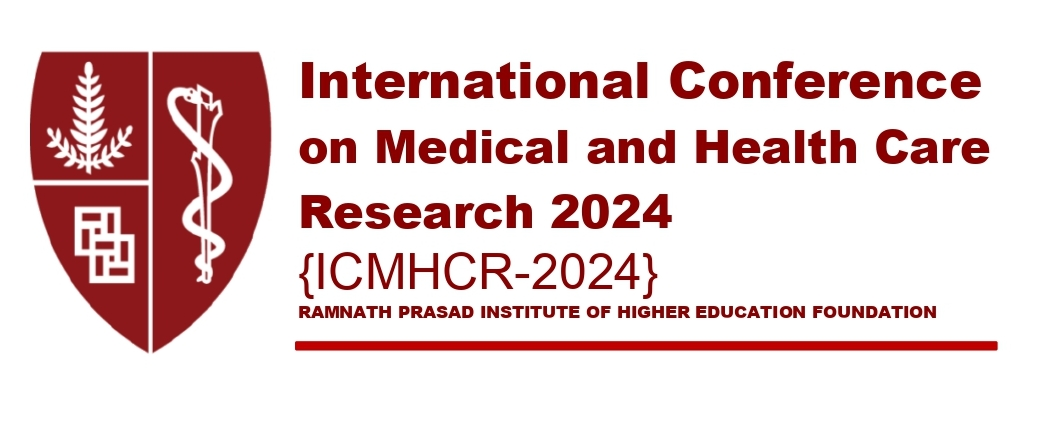 International Conference
on Medical and Health Care
Research 2024
{ICMHCR-2024}
RAMNATH PRASAD INSTITUTE OF HIGHER EDUCATION FOUNDATION